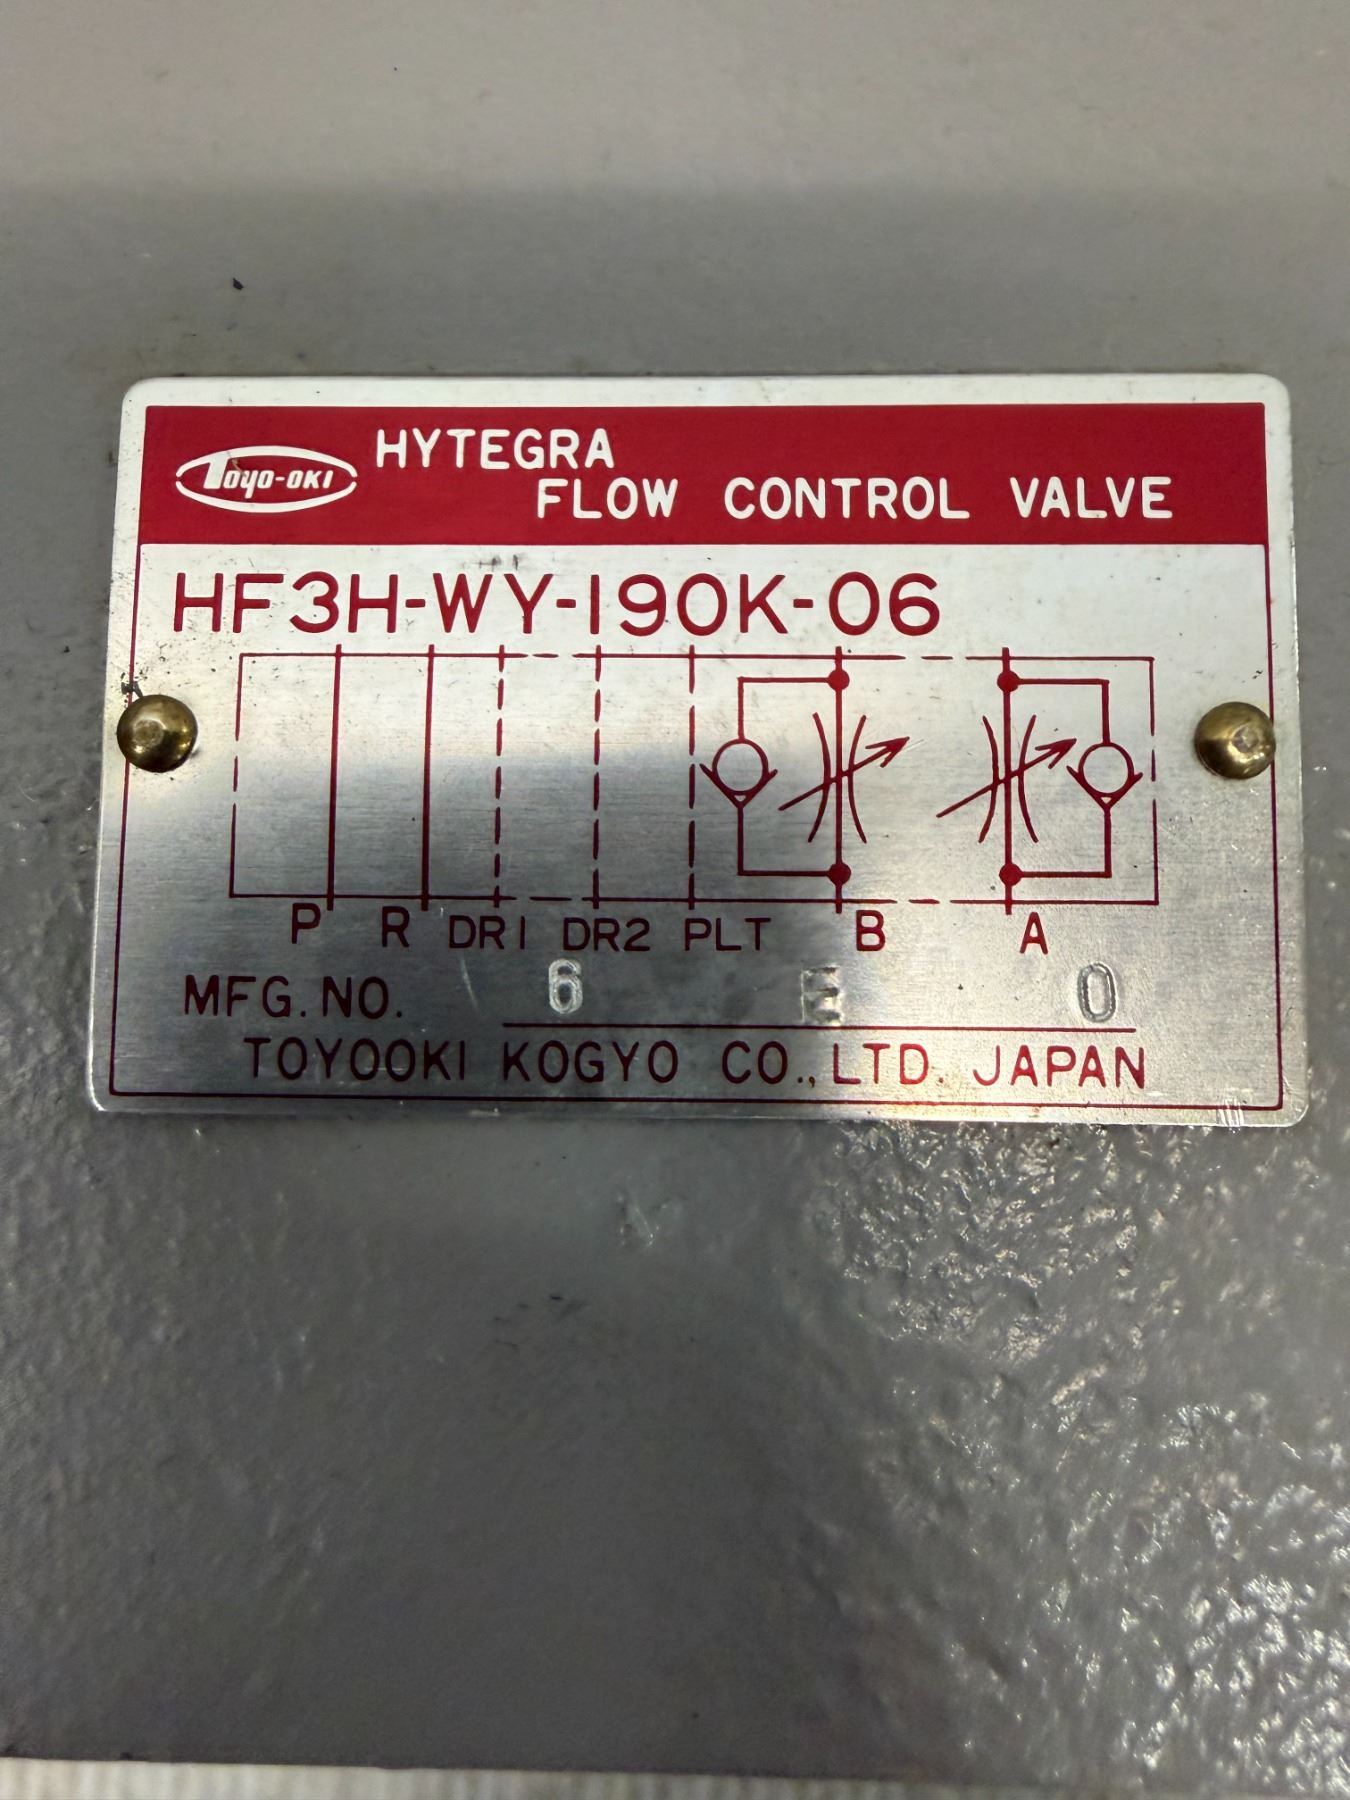 Toyo-OKI
HYTEGRA
FLOW CONTROL VALVE
HF3H-WY-190K-06
P R DR1 DR2 PLT B A
MFG. NO. 6 E 0
TOYOOKI KOGYO CO., LTD. JAPAN